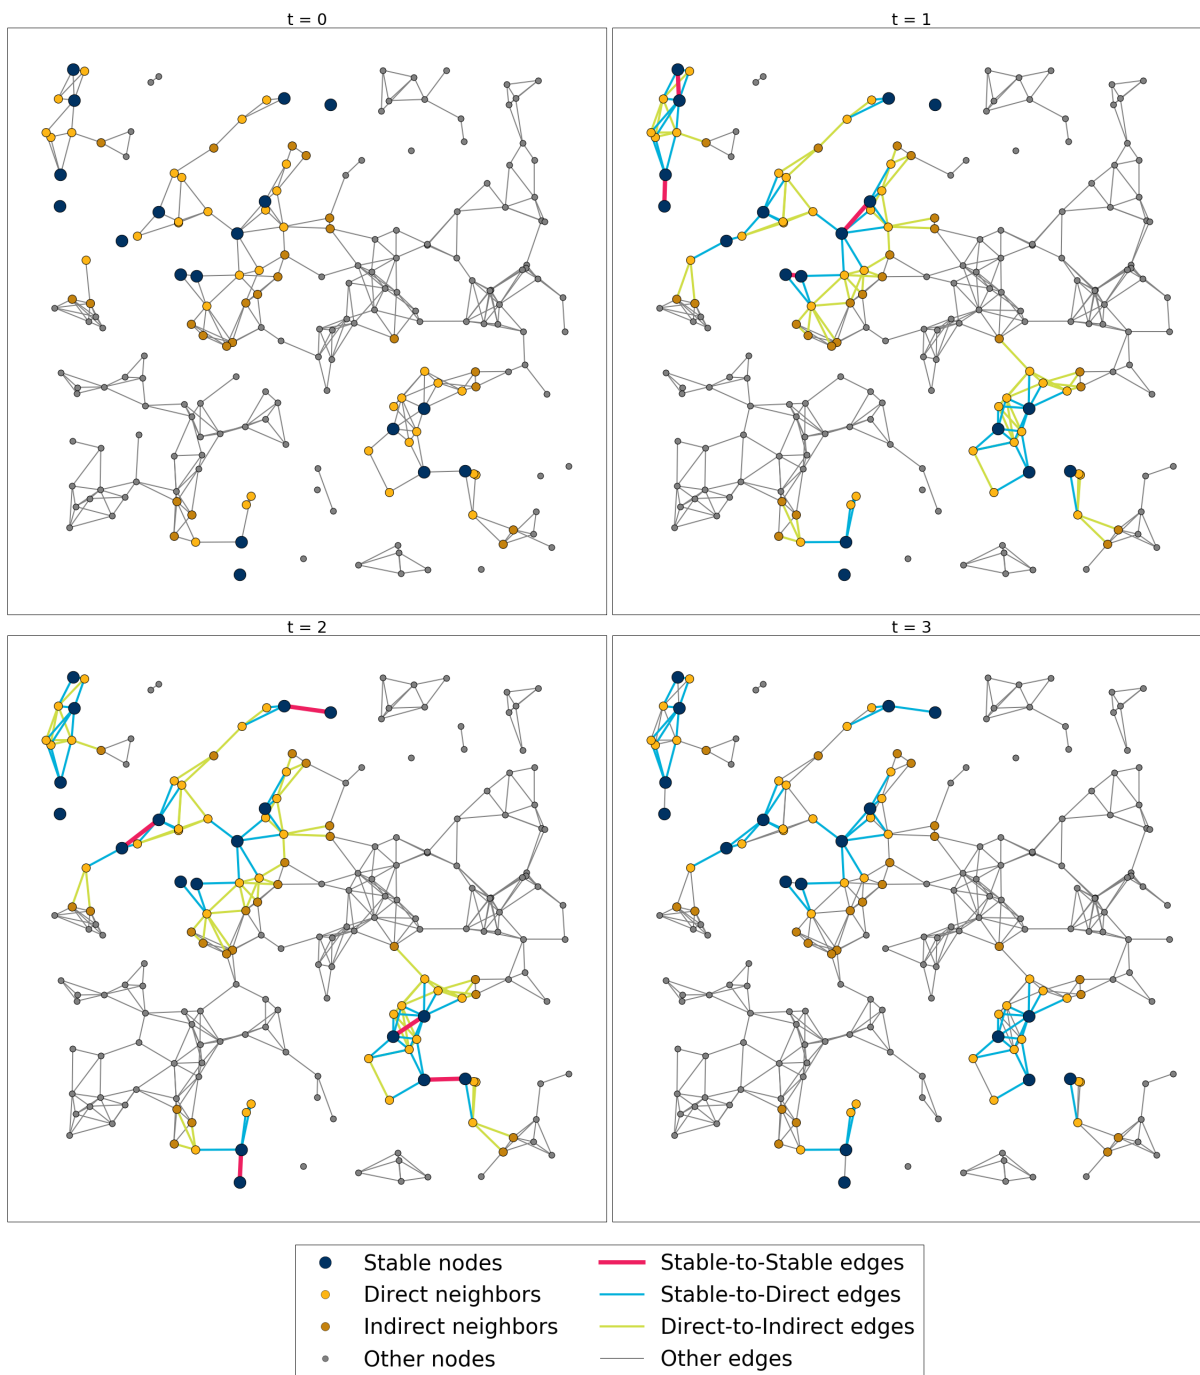 t = 0
t = 1
t = 2
t = 3
Stable nodes
Direct neighbors
Indirect neighbors
Other nodes
Stable-to-Stable edges
Stable-to-Direct edges
Direct-to-Indirect edges
Other edges